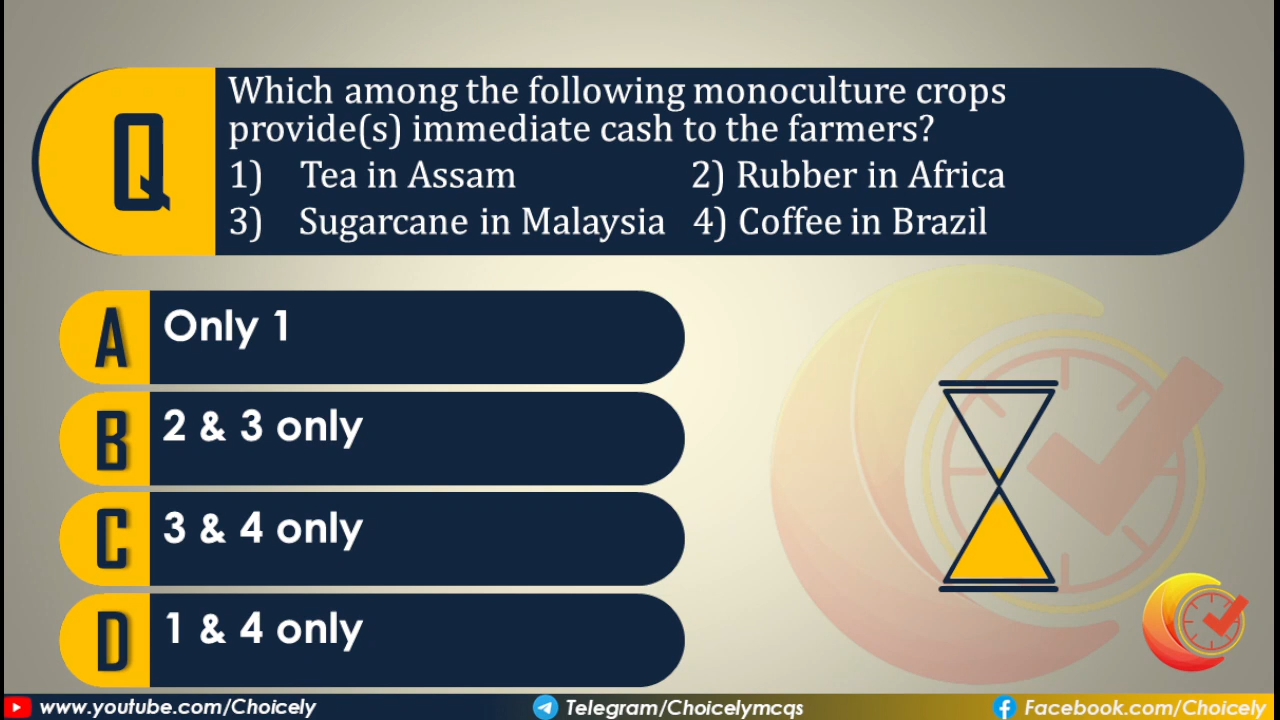 Q
Which among the following monoculture crops
provide(s) immediate cash to the farmers?
1) Tea in Assam 2) Rubber in Africa
3) Sugarcane in Malaysia 4) Coffee in Brazil
A Only 1
B 2 & 3 only
C 3 & 4 only
D 1 & 4 only
www.youtube.com/Choicely Telegram/Choicelymcqs Facebook.com/Choicely